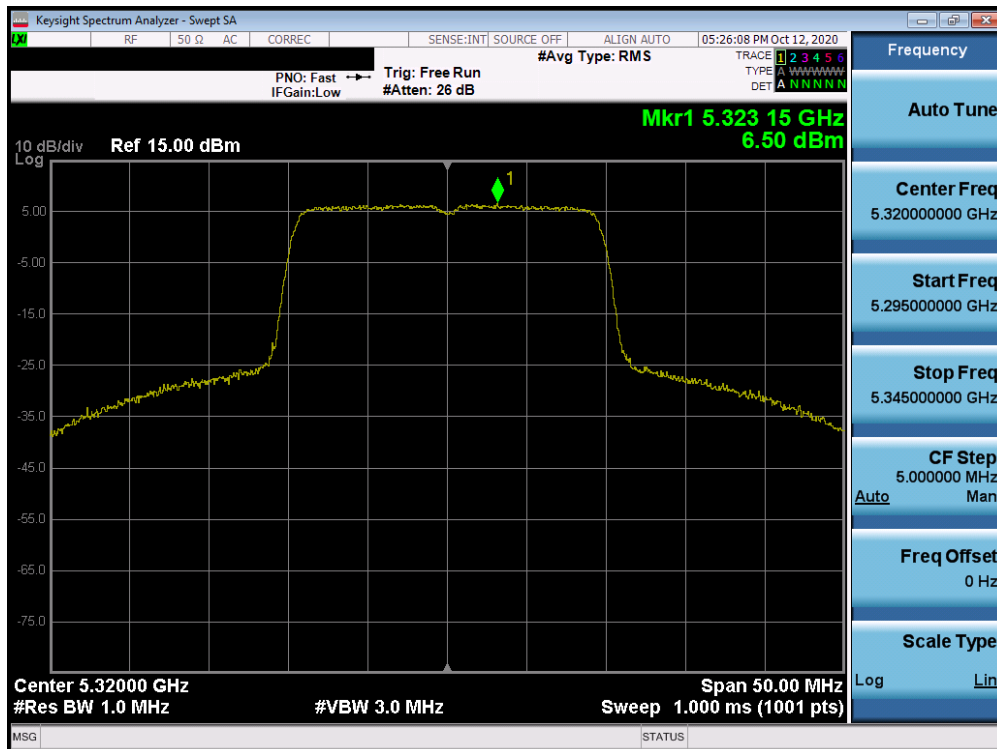 Keysight Spectrum Analyzer - Swept SA
LXI RF 50 Ω AC CORREC SENSE:INT SOURCE OFF ALIGN AUTO 05:26:08 PM Oct 12, 2020
#Avg Type: RMS TRACE 1 2 3 4 5 6
PNO: Fast Trig: Free Run TYPE A WWWWW
IFGain:Low #Atten: 26 dB DET A N N N N N
Mkr1 5.323 15 GHz
10 dB/div Ref 15.00 dBm 6.50 dBm
Log
1
5.00
-5.00
-15.0
-25.0
-35.0
-45.0
-55.0
-65.0
-75.0
Center 5.32000 GHz Span 50.00 MHz
#Res BW 1.0 MHz #VBW 3.0 MHz Sweep 1.000 ms (1001 pts)
MSG STATUS
Frequency
Auto Tune
Center Freq
5.320000000 GHz
Start Freq
5.295000000 GHz
Stop Freq
5.345000000 GHz
CF Step
5.000000 MHz
Auto Man
Freq Offset
0 Hz
Scale Type
Log Lin